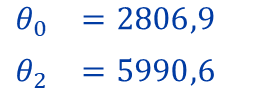 θ₀ = 2806,9
θ₂ = 5990,6